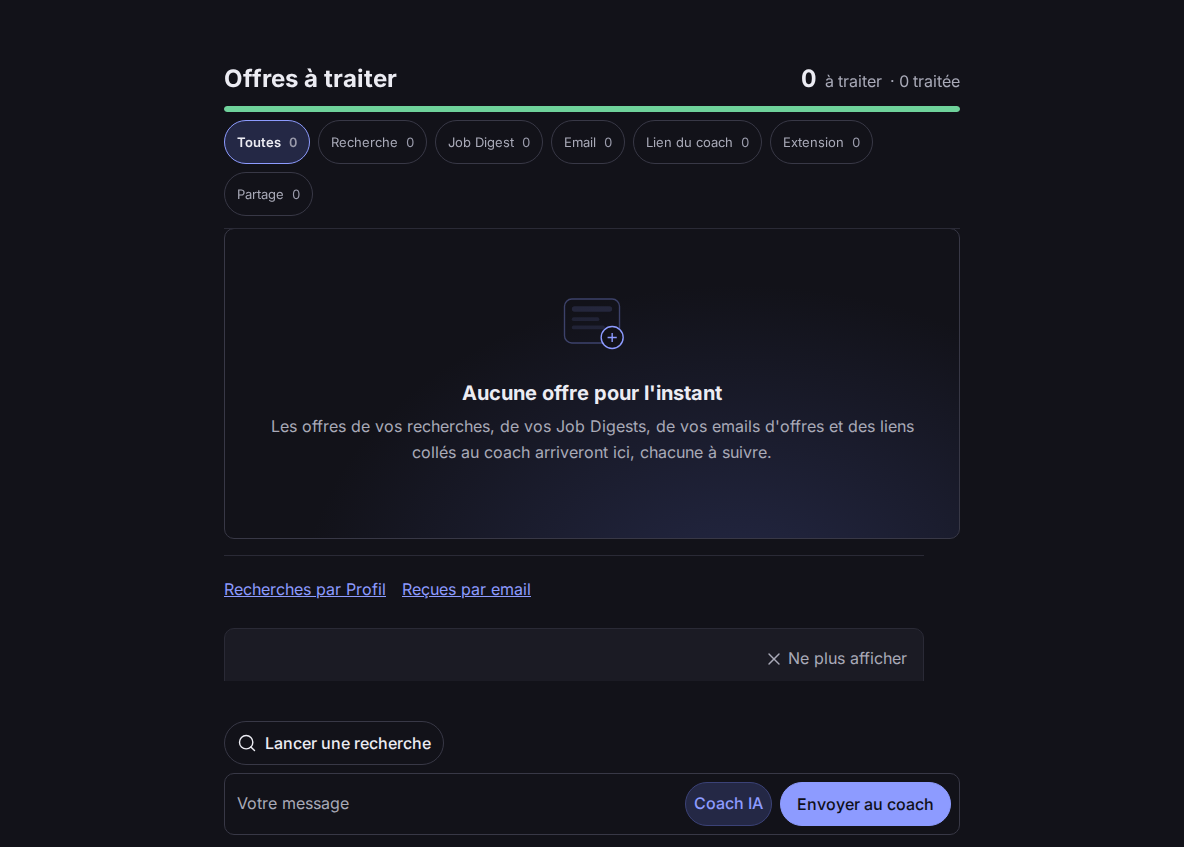 Offres à traiter
0 à traiter · 0 traitée
Toutes 0 Recherche 0 Job Digest 0 Email 0 Lien du coach 0 Extension 0
Partage 0
Aucune offre pour l'instant
Les offres de vos recherches, de vos Job Digests, de vos emails d'offres et des liens
collés au coach arriveront ici, chacune à suivre.
Recherches par Profil Reçues par email
Ne plus afficher
Lancer une recherche
Votre message Coach IA Envoyer au coach